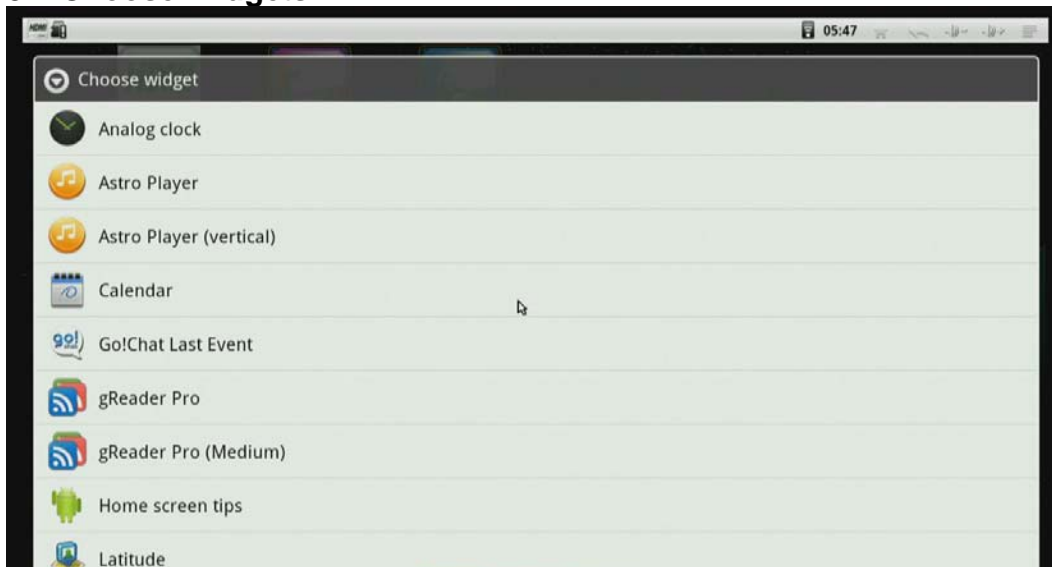 05:47
Choose widget
Analog clock
Astro Player
Astro Player (vertical)
Calendar
Go!Chat Last Event
gReader Pro
gReader Pro (Medium)
Home screen tips
Latitude